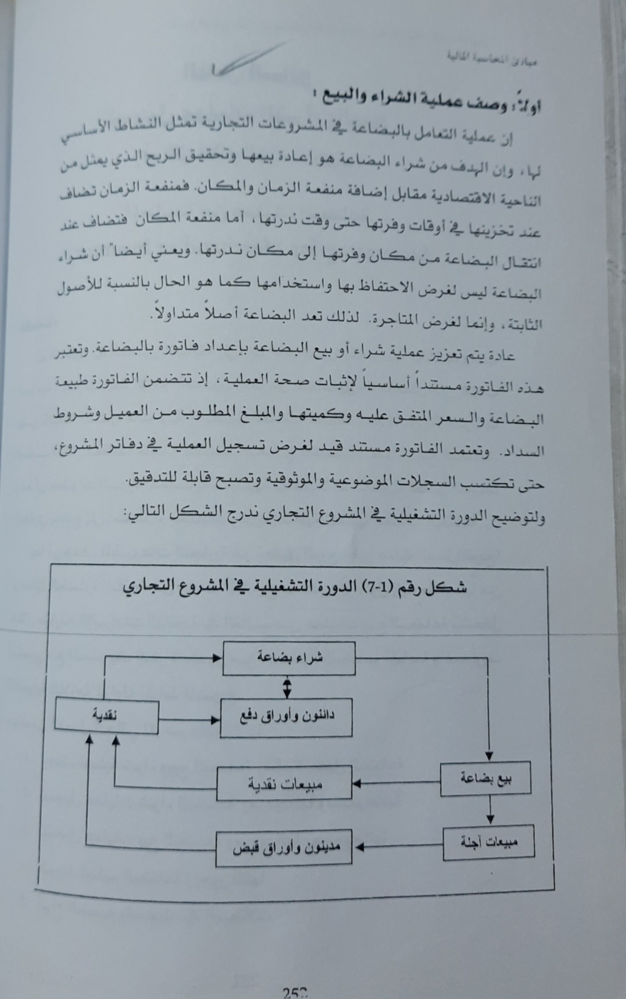 مبادئ المحاسبة المالية
أولاً: وصف عملية الشراء والبيع :
إن عملية التعامل بالبضاعة في المشروعات التجارية تمثل النشاط الأساسي
لها، وإن الهدف من شراء البضاعة هو إعادة بيعها وتحقيق الربح الذي يمثل من
الناحية الاقتصادية مقابل إضافة منفعة الزمان والمكان. فمنفعة الزمان تضاف
عند تخزينها في أوقات وفرتها حتى وقت ندرتها، أما منفعة المكان فتضاف عند
انتقال البضاعة من مكان وفرتها إلى مكان ندرتها. ويعني أيضاً أن شراء
البضاعة ليس لغرض الاحتفاظ بها واستخدامها كما هو الحال بالنسبة للأصول
الثابتة، وإنما لغرض المتاجرة. لذلك تعد البضاعة أصلاً متداولاً.
عادة يتم تعزيز عملية شراء أو بيع البضاعة بإعداد فاتورة بالبضاعة. وتعتبر
هذه الفاتورة مستنداً أساسياً لإثبات صحة العملية، إذ تتضمن الفاتورة طبيعة
البضاعة والسعر المتفق عليه وكميتها والمبلغ المطلوب من العميل وشروط
السداد. وتعتمد الفاتورة مستند قيد لغرض تسجيل العملية في دفاتر المشروع،
حتى تكتسب السجلات الموضوعية والموثوقية وتصبح قابلة للتدقيق.
ولتوضيح الدورة التشغيلية في المشروع التجاري ندرج الشكل التالي:
شكل رقم (1-7) الدورة التشغيلية في المشروع التجاري
شراء بضاعة
دائنون وأوراق دفع
نقدية
بيع بضاعة
مبيعات نقدية
مبيعات آجلة
مدينون وأوراق قبض